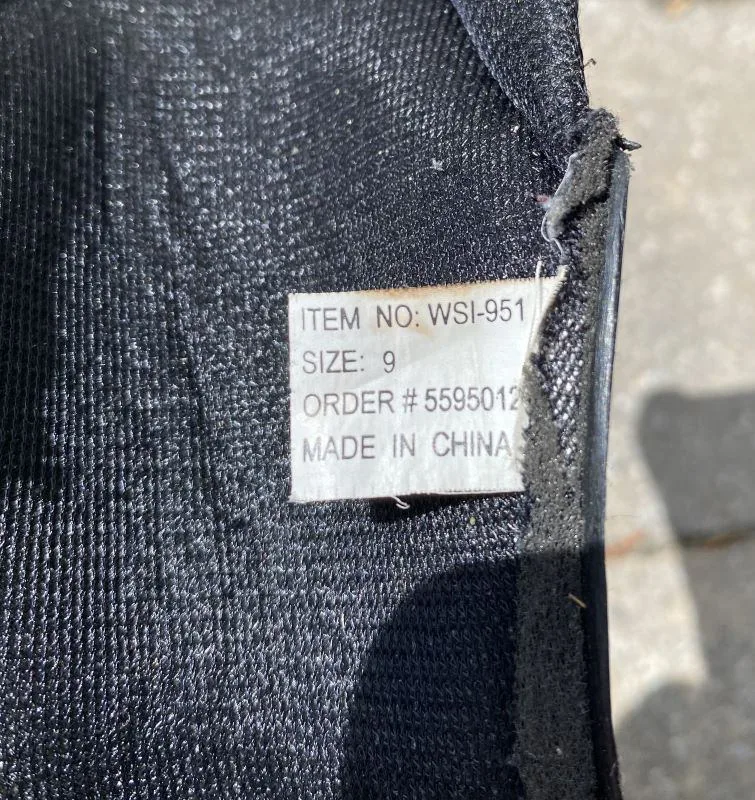 ITEM NO: WSI-951
SIZE: 9
ORDER # 5595012
MADE IN CHINA